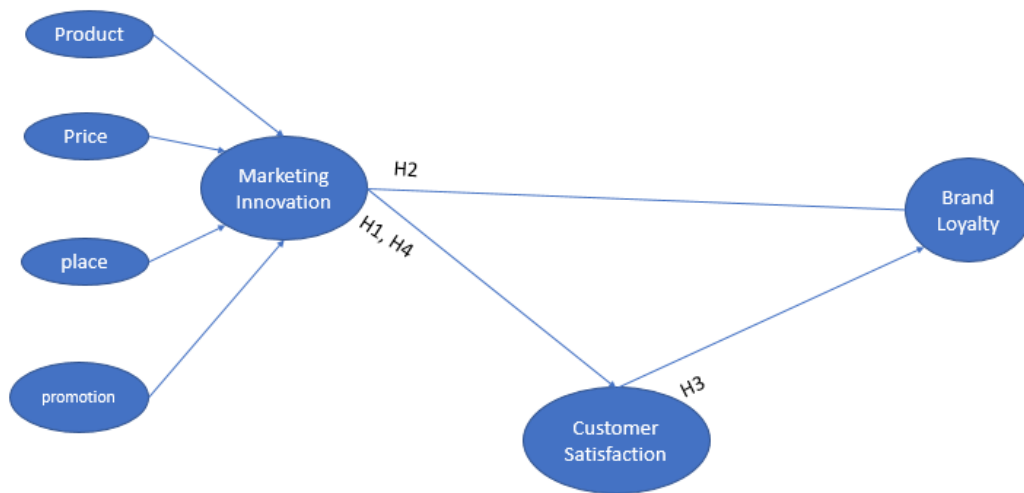 Product
Price
Marketing
Innovation
H2
H1, H4
Brand
Loyalty
place
promotion
H3
Customer
Satisfaction